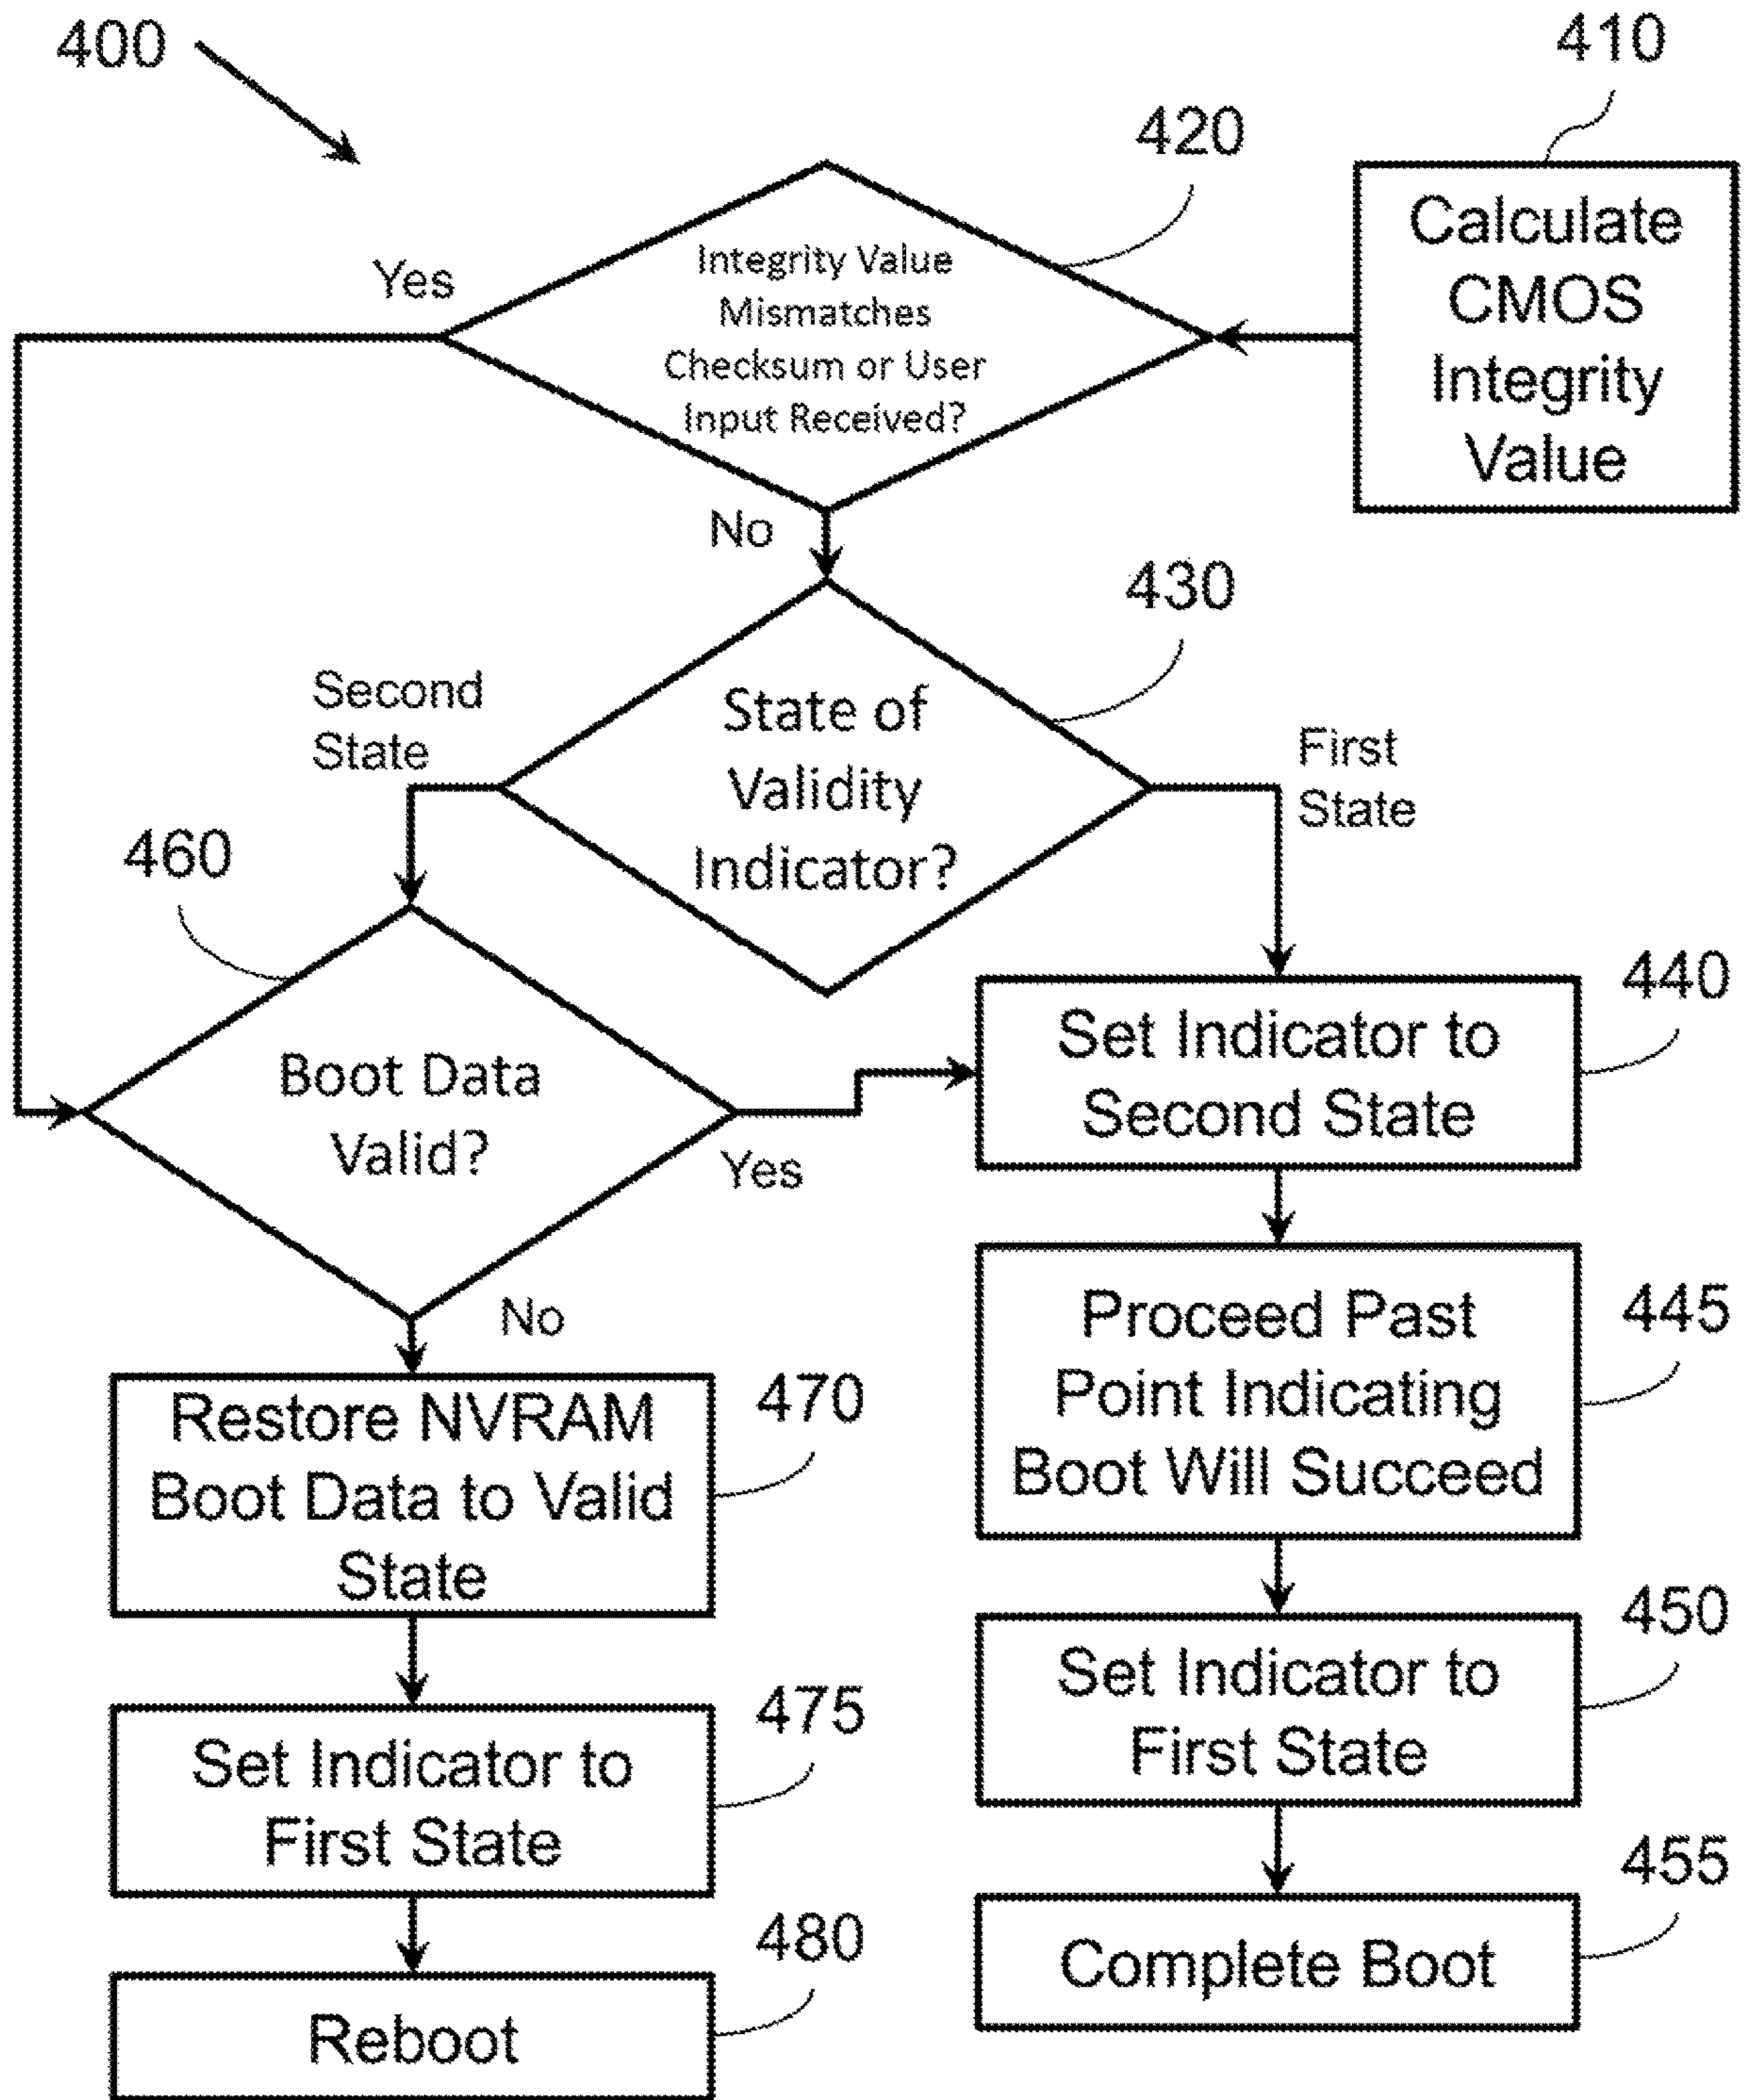 400
410
420
Calculate
CMOS
Integrity
Value
Yes
Integrity Value
Mismatches
Checksum or User
Input Received?
No
430
Second
State
State of
Validity
Indicator?
First
State
460
440
Boot Data
Valid?
Yes
Set Indicator to
Second State
No
445
Proceed Past
Point Indicating
Boot Will Succeed
470
Restore NVRAM
Boot Data to Valid
State
450
Set Indicator to
First State
475
Set Indicator to
First State
455
Complete Boot
480
Reboot